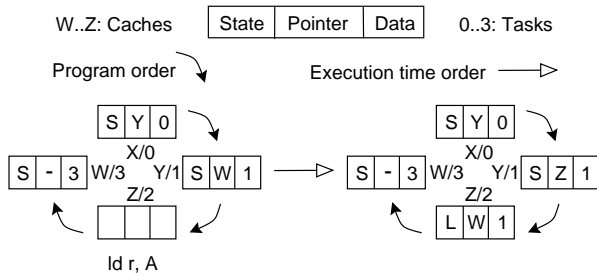 W..Z: Caches State Pointer Data 0..3: Tasks
Program order Execution time order
S Y 0 S Y 0
X/0 X/0
S - 3 W/3 Y/1 S W 1 S - 3 W/3 Y/1 S Z 1
Z/2 Z/2
L W 1
ld r, A